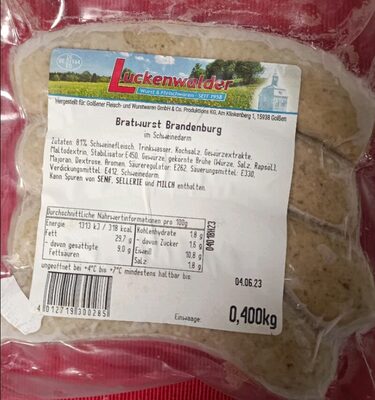 Luckenwalder
Wurst & Fleischwaren · SEIT 1958
Hergestellt für: Golßener Fleisch- und Wurstwaren GmbH & Co. Produktions KG, Am Klinkenberg 1, 15938 Golßen
Bratwurst Brandenburg
im Schweinedarm
Zutaten: 81% Schweinefleisch, Trinkwasser, Kochsalz, Gewürzextrakte,
Maltodextrin, Stabilisator E450, Gewürze, gekörnte Brühe (Würze, Salz, Rapsöl),
Majoran, Dextrose, Aromen, Säureregulator: E262, Säuerungsmittel: E330,
Verdickungsmittel: E412, Schweinedarm.
Kann Spuren von SENF, SELLERIE und MILCH enthalten.
Durchschnittliche Nährwertinformationen pro 100g
Energie 1313 kJ / 318 kcal
Fett 29,7 g
- davon gesättigte
Fettsäuren 9,0 g
Kohlenhydrate 1,8 g
- davon Zucker 1,6 g
Eiweiß 10,8 g
Salz 1,8 g
040118123
ungeöffnet bei +4°C bis +7°C mindestens haltbar bis:
04.06.23
4 012719 300285
Einwaage:
0,400kg